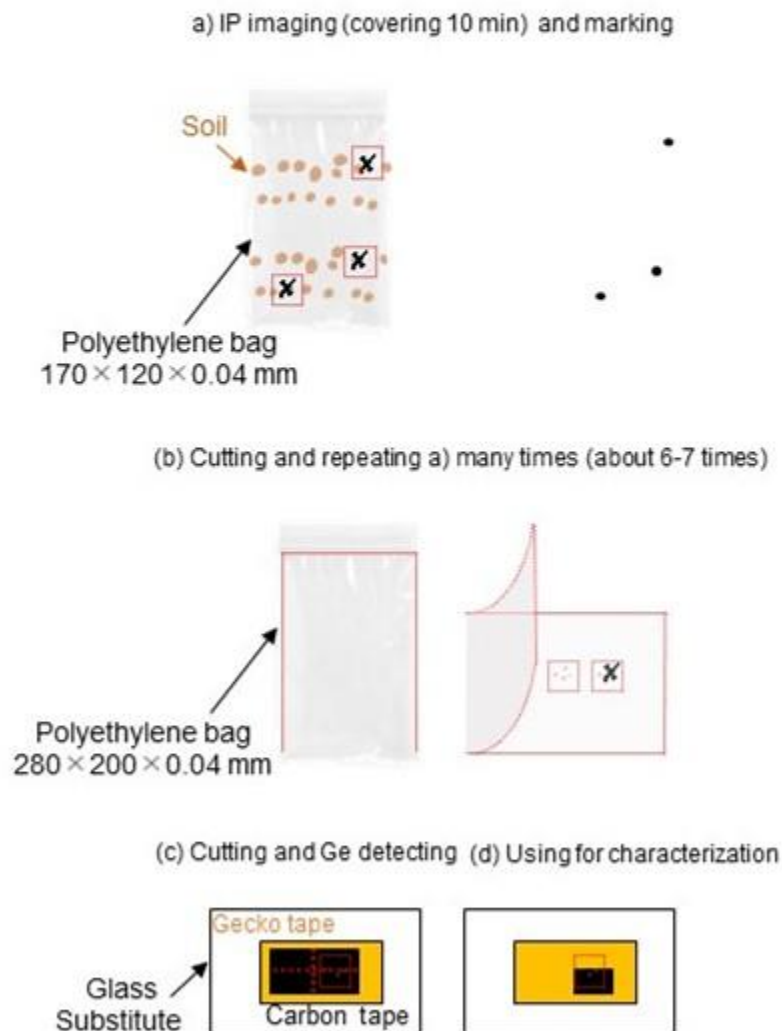 a) IP imaging (covering 10 min) and marking
Soil
Polyethylene bag
170 × 120 × 0.04 mm
(b) Cutting and repeating a) many times (about 6-7 times)
Polyethylene bag
280 × 200 × 0.04 mm
(c) Cutting and Ge detecting
(d) Using for characterization
Gecko tape
Glass
Substitute
Carbon tape